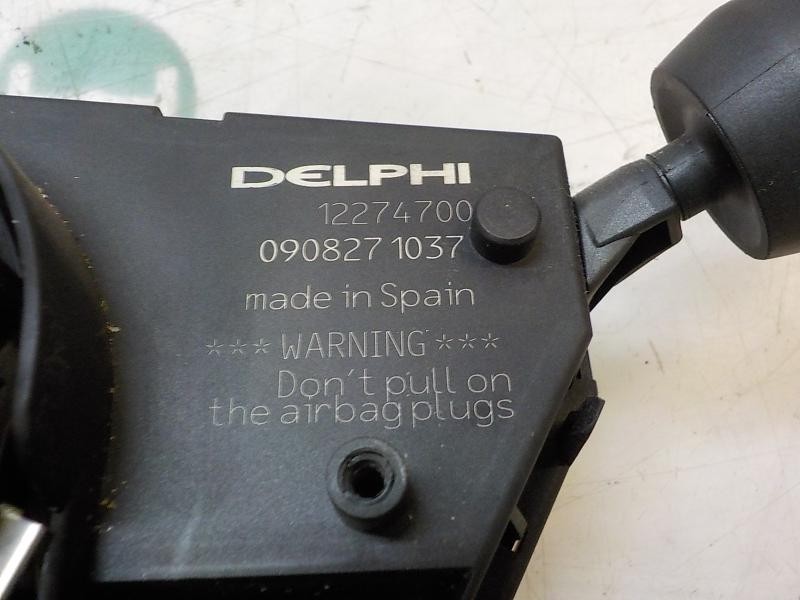 DELPHI
12274700
090827 1037
made in Spain
***WARNING***
Don't pull on
the airbag plugs